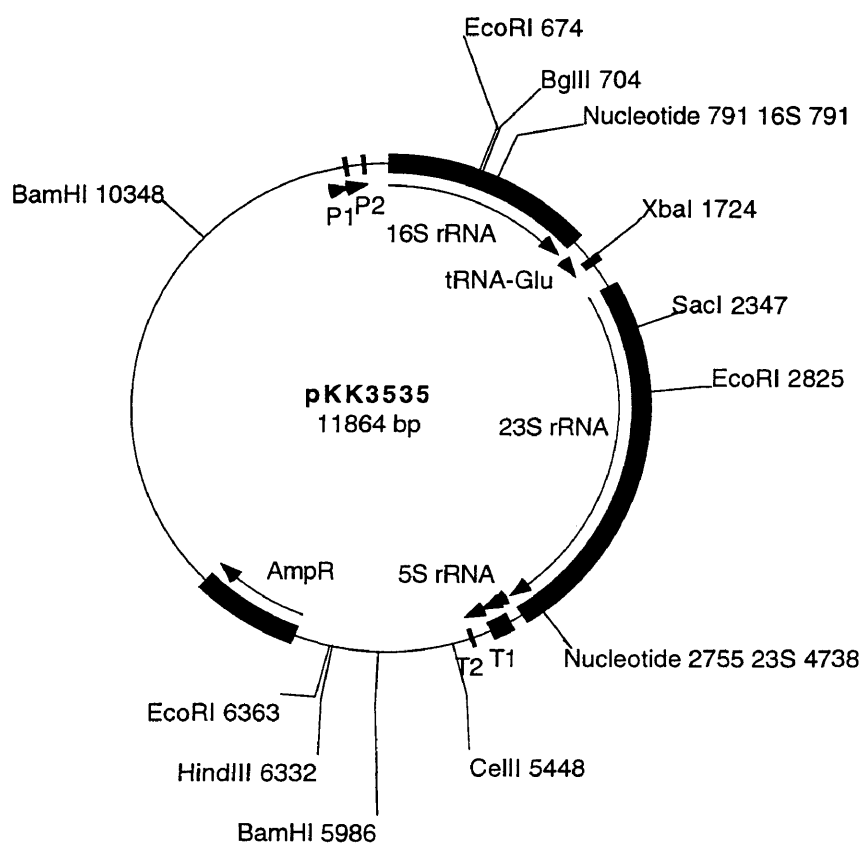 EcoRI 674
BglII 704
Nucleotide 791 16S 791
BamHI 10348
XbaI 1724
P1
P2
16S rRNA
tRNA-Glu
SacI 2347
EcoRI 2825
pKK3535
11864 bp
23S rRNA
5S rRNA
AmpR
T2
T1
Nucleotide 2755 23S 4738
EcoRI 6363
HindIII 6332
CelII 5448
BamHI 5986